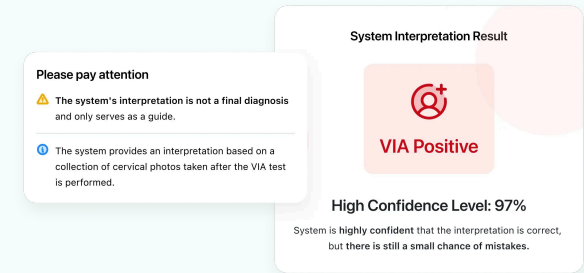 Please pay attention
The system's interpretation is not a final diagnosis
and only serves as a guide.
The system provides an interpretation based on a
collection of cervical photos taken after the VIA test
is performed.
System Interpretation Result
VIA Positive
High Confidence Level: 97%
System is highly confident that the interpretation is correct,
but there is still a small chance of mistakes.